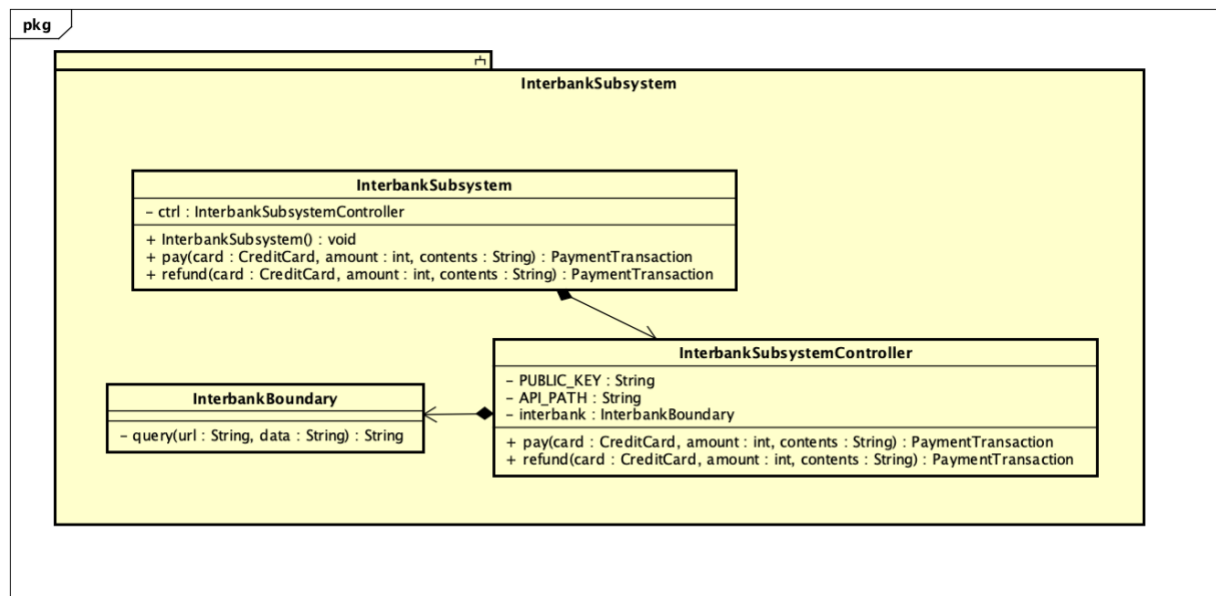 pkg
InterbankSubsystem
InterbankSubsystem
– ctrl : InterbankSubsystemController
+ InterbankSubsystem() : void
+ pay(card : CreditCard, amount : int, contents : String) : PaymentTransaction
+ refund(card : CreditCard, amount : int, contents : String) : PaymentTransaction
InterbankSubsystemController
– PUBLIC_KEY : String
– API_PATH : String
– interbank : InterbankBoundary
+ pay(card : CreditCard, amount : int, contents : String) : PaymentTransaction
+ refund(card : CreditCard, amount : int, contents : String) : PaymentTransaction
InterbankBoundary
– query(url : String, data : String) : String